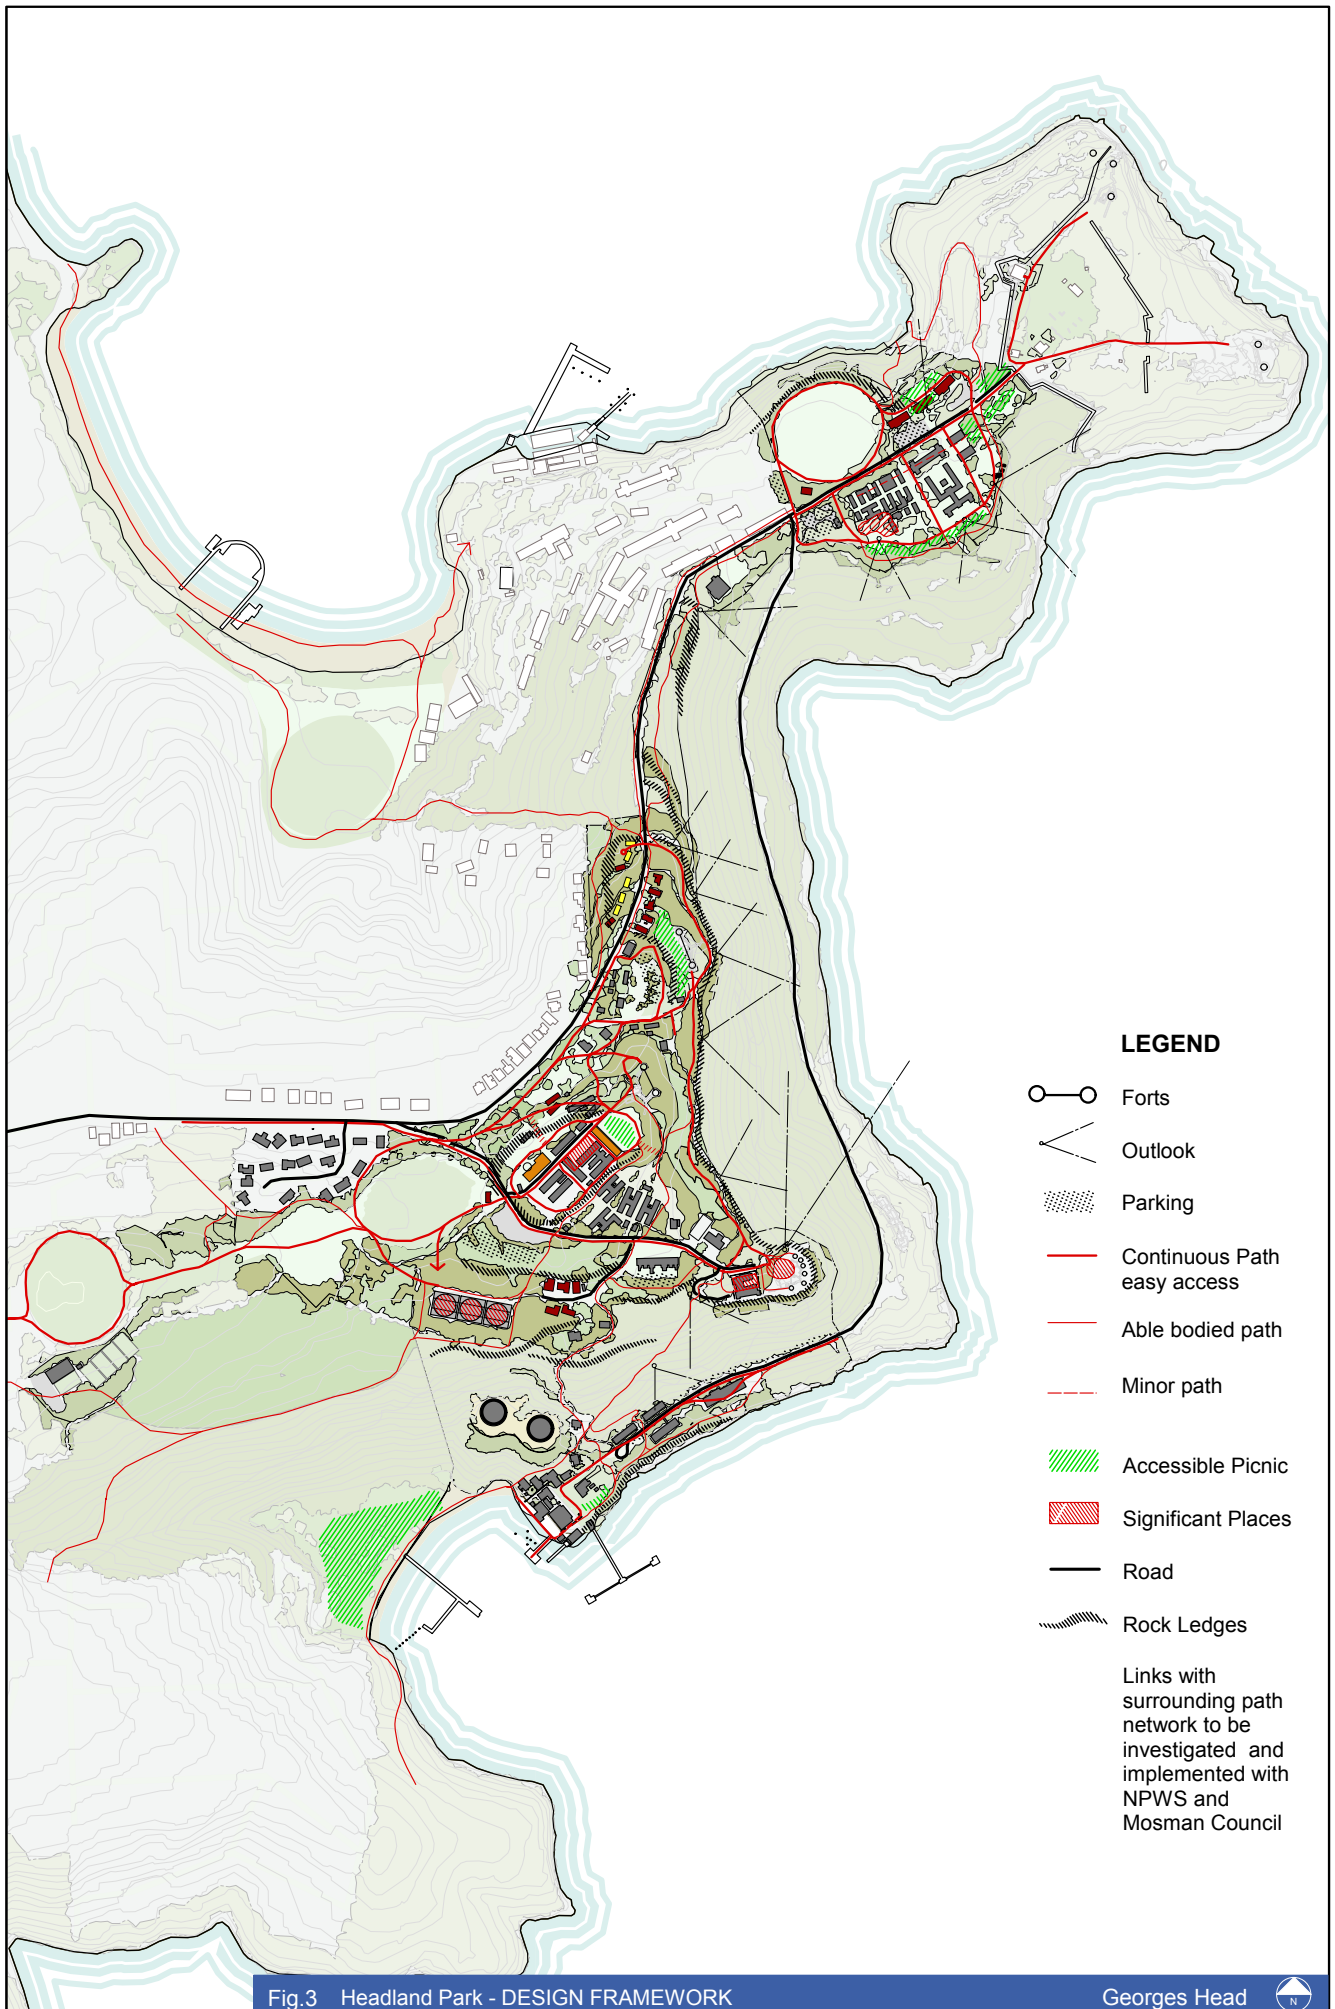 LEGEND
Forts
Outlook
Parking
Continuous Path
easy access
Able bodied path
Minor path
Accessible Picnic
Significant Places
Road
Rock Ledges
Links with
surrounding path
network to be
investigated and
implemented with
NPWS and
Mosman Council
Fig.3 Headland Park - DESIGN FRAMEWORK
Georges Head
N